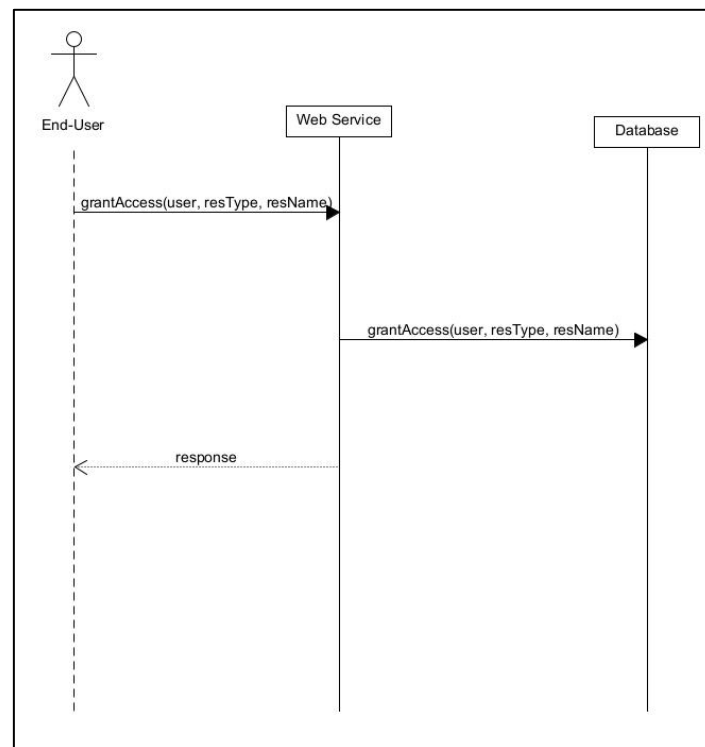 End-User
Web Service
Database
grantAccess(user, resType, resName)
grantAccess(user, resType, resName)
response